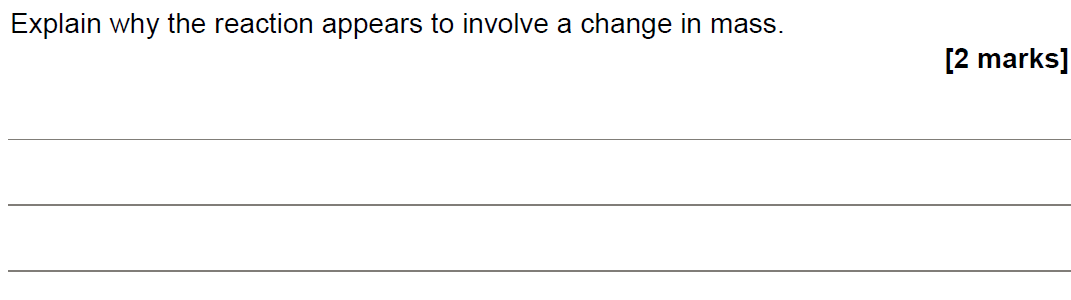 Explain why the reaction appears to involve a change in mass.
[2 marks]